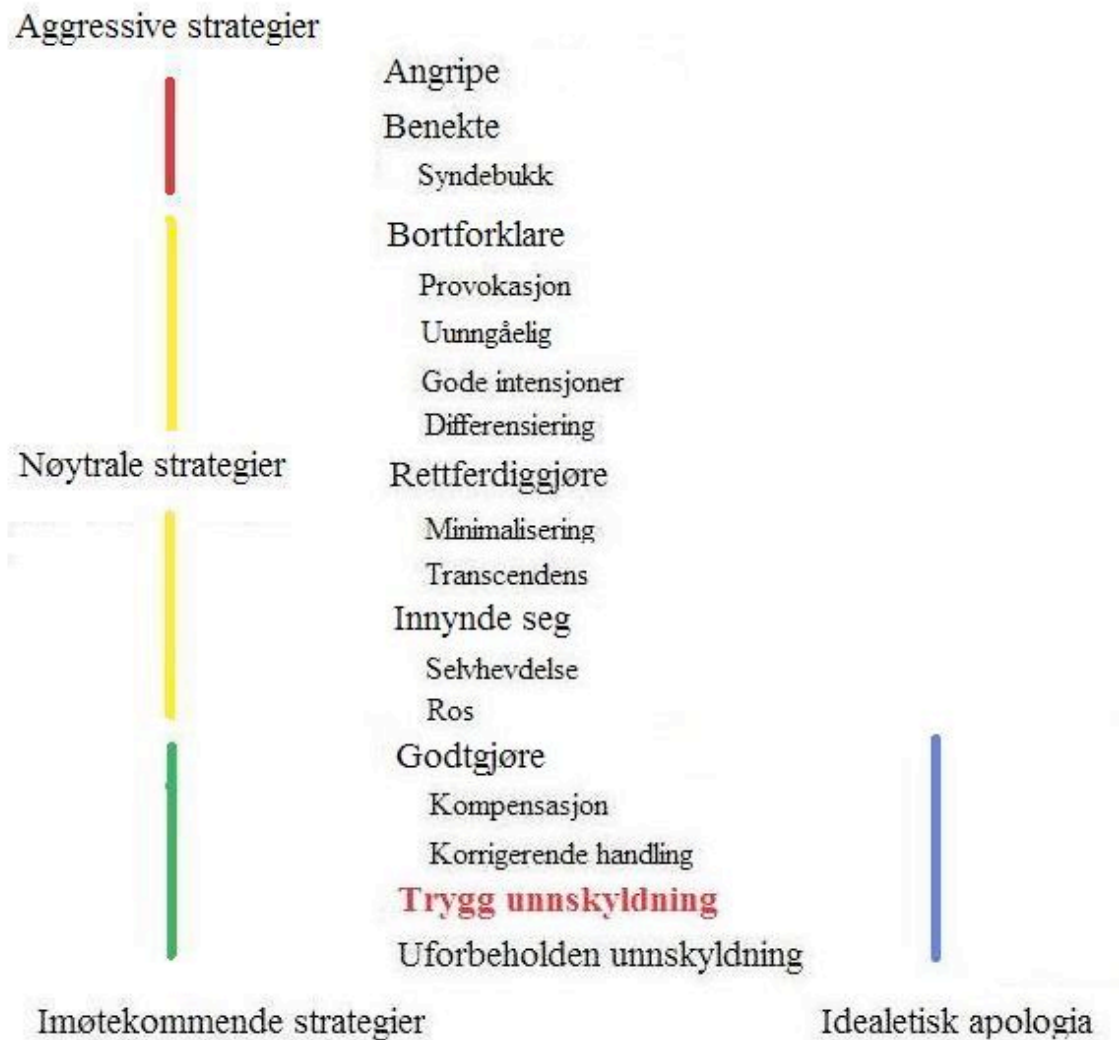 Aggressive strategier
Angripe
Benekte
Syndebukk
Bortforklare
Provokasjon
Uunngåelig
Gode intensjoner
Differensiering
Nøytrale strategier
Rettferdiggjøre
Minimalisering
Transcendens
Innynde seg
Selvhevdelse
Ros
Godtgjøre
Kompensasjon
Korrigerende handling
Trygg unnskyldning
Uforbeholden unnskyldning
Imøtekommende strategier
Idealetisk apologia